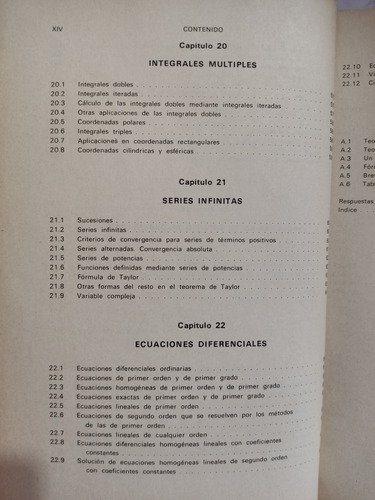 XIV CONTENIDO
Capítulo 20
INTEGRALES MULTIPLES
20.1 Integrales dobles
20.2 Integrales iteradas
20.3 Cálculo de las integrales dobles mediante integrales iteradas
20.4 Otras aplicaciones de las integrales dobles
20.5 Coordenadas polares
20.6 Integrales triples
20.7 Aplicaciones en coordenadas rectangulares
20.8 Coordenadas cilíndricas y esféricas
Capítulo 21
SERIES INFINITAS
21.1 Sucesiones
21.2 Series infinitas
21.3 Criterios de convergencia para series de términos positivos
21.4 Series alternadas. Convergencia absoluta
21.5 Series de potencias
21.6 Funciones definidas mediante series de potencias
21.7 Fórmula de Taylor
21.8 Otras formas del resto en el teorema de Taylor
21.9 Variable compleja
Capítulo 22
ECUACIONES DIFERENCIALES
22.1 Ecuaciones diferenciales ordinarias
22.2 Ecuaciones de primer orden y de primer grado
22.3 Ecuaciones homogéneas de primer orden y de primer grado
22.4 Ecuaciones exactas de primer orden y de primer grado
22.5 Ecuaciones lineales de primer orden
22.6 Ecuaciones de segundo orden que se resuelven por los métodos
de las de primer orden
22.7 Ecuaciones lineales de cualquier orden
22.8 Ecuaciones diferenciales homogéneas lineales con coeficientes
constantes
22.9 Solución de ecuaciones homogéneas lineales de segundo orden
con coeficientes constantes
22.10
22.11
22.12
A.1
A.2
A.3 Un
A.4
A.5
A.6
Respuestas
Indice